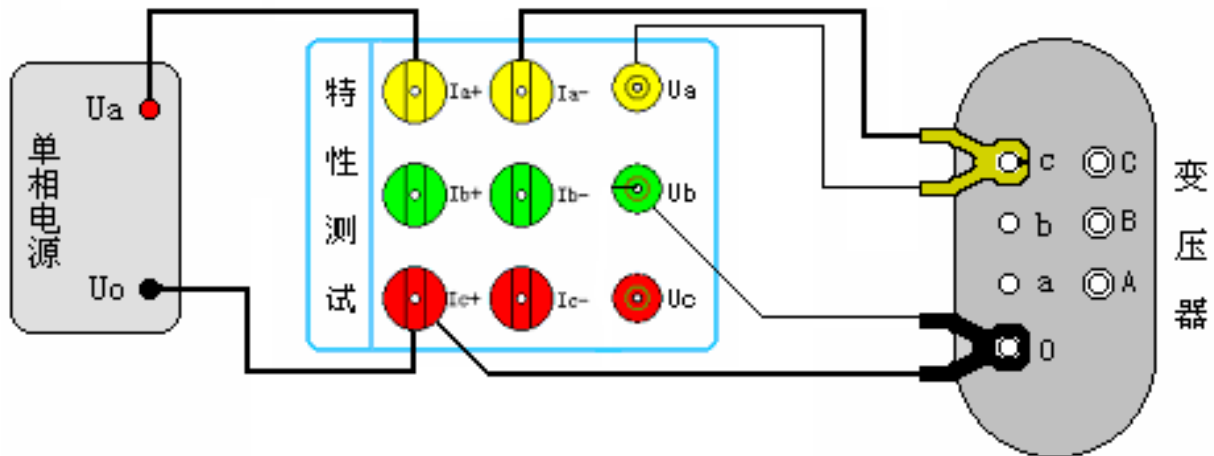 单相电源
Ua
Uo
特性测试
Ia+ Ia- Ua
Ib+ Ib- Ub
Ic+ Ic- Uc
c C
b B
a A
0
变压器